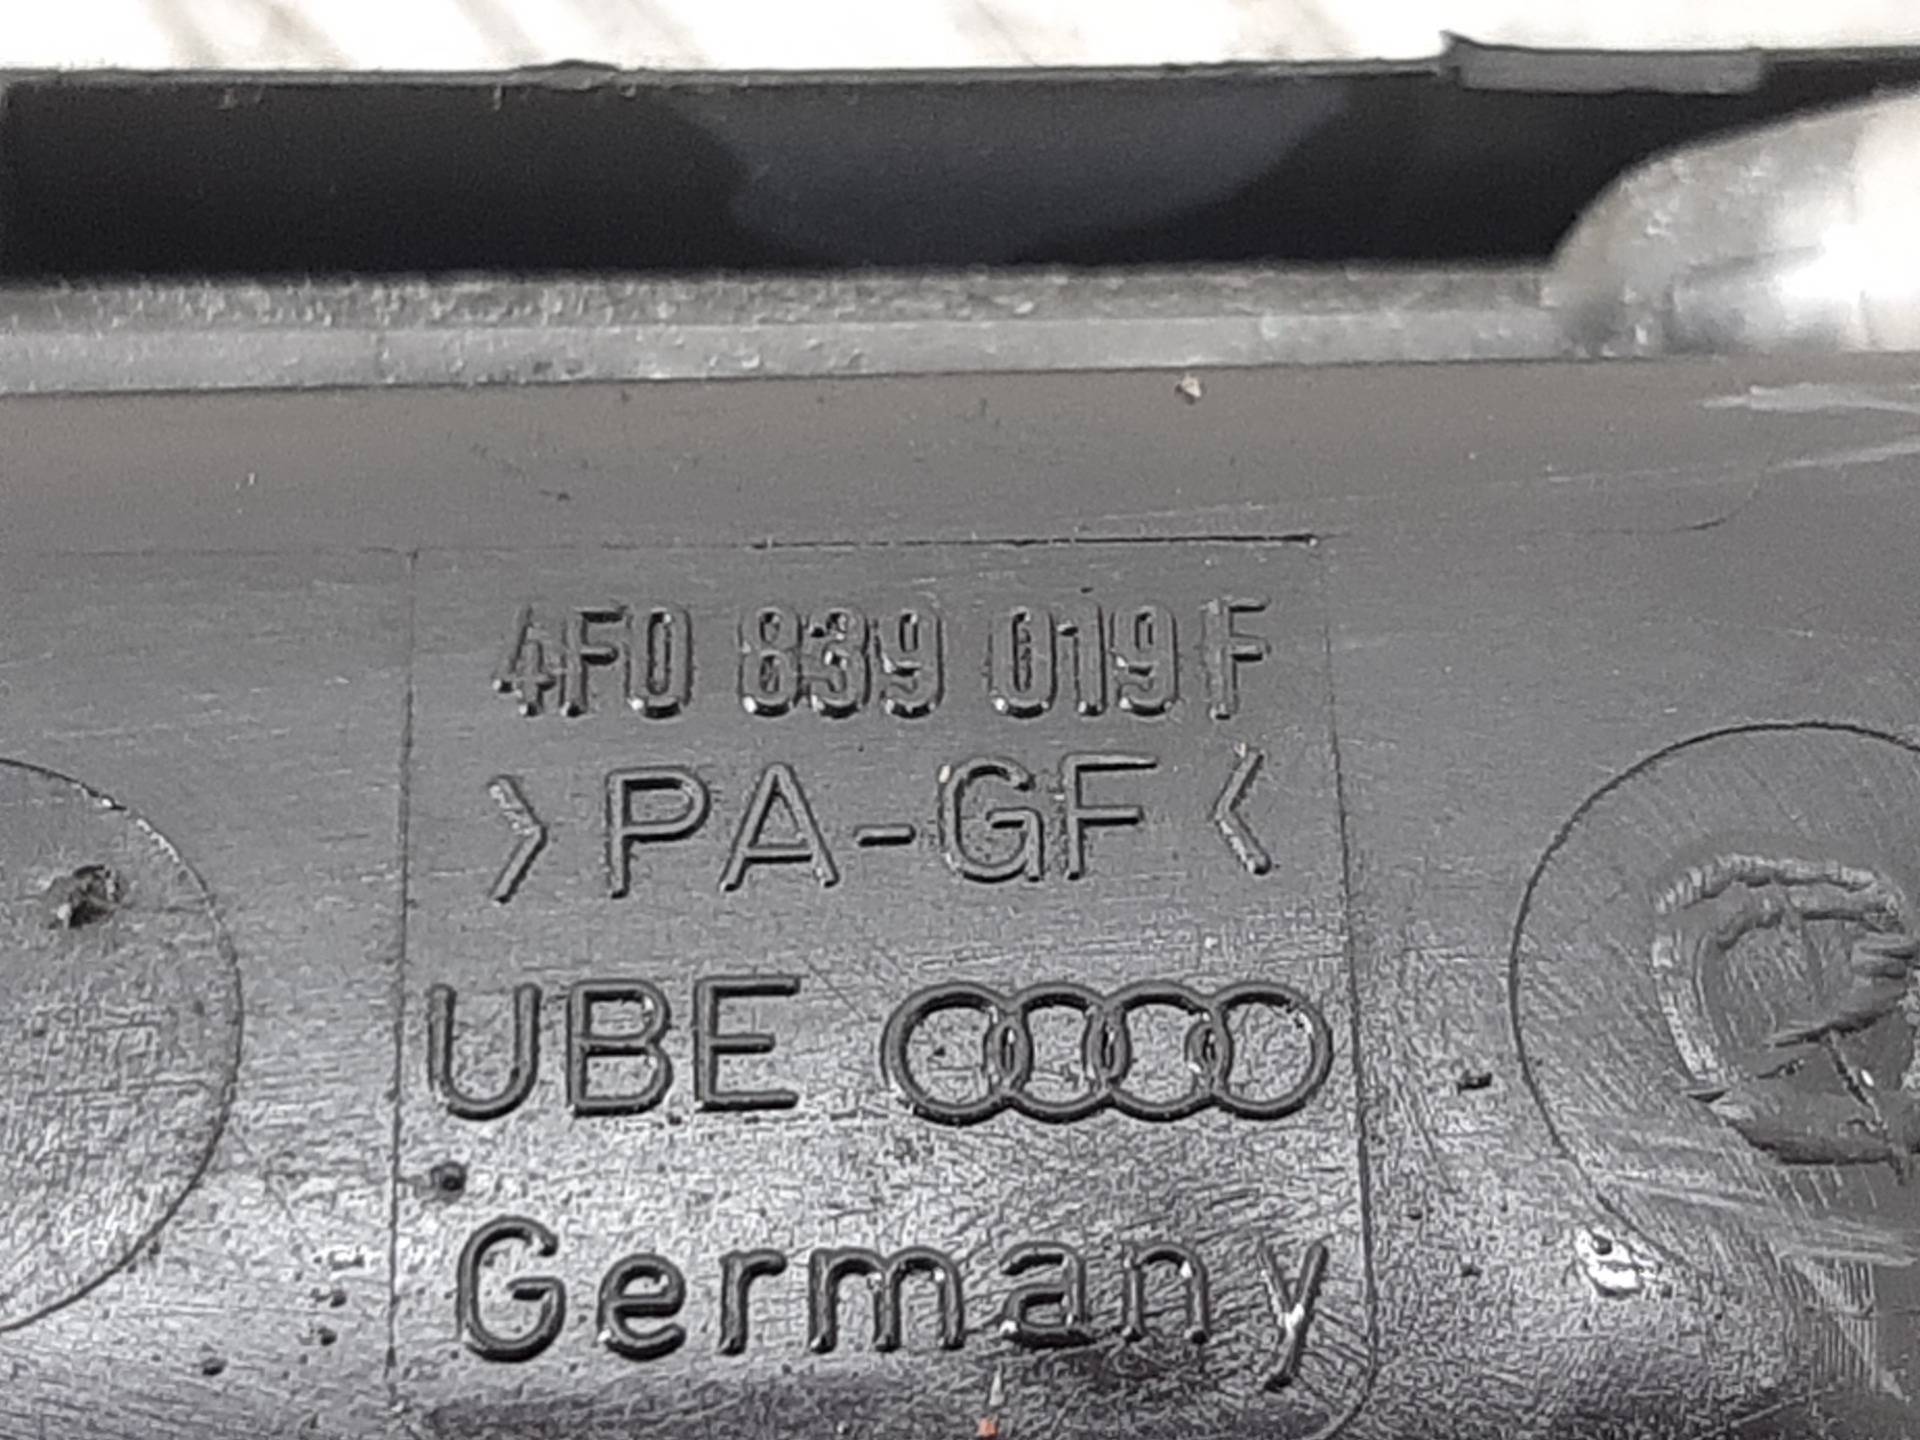 4F0 839 019 F
>PA-GF<
UBE
Germany